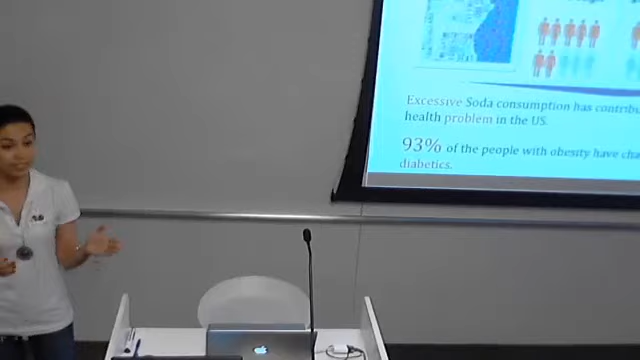 Excessive Soda consumption has contribu
health problem in the US.
93% of the people with obesity have cha
diabetics.